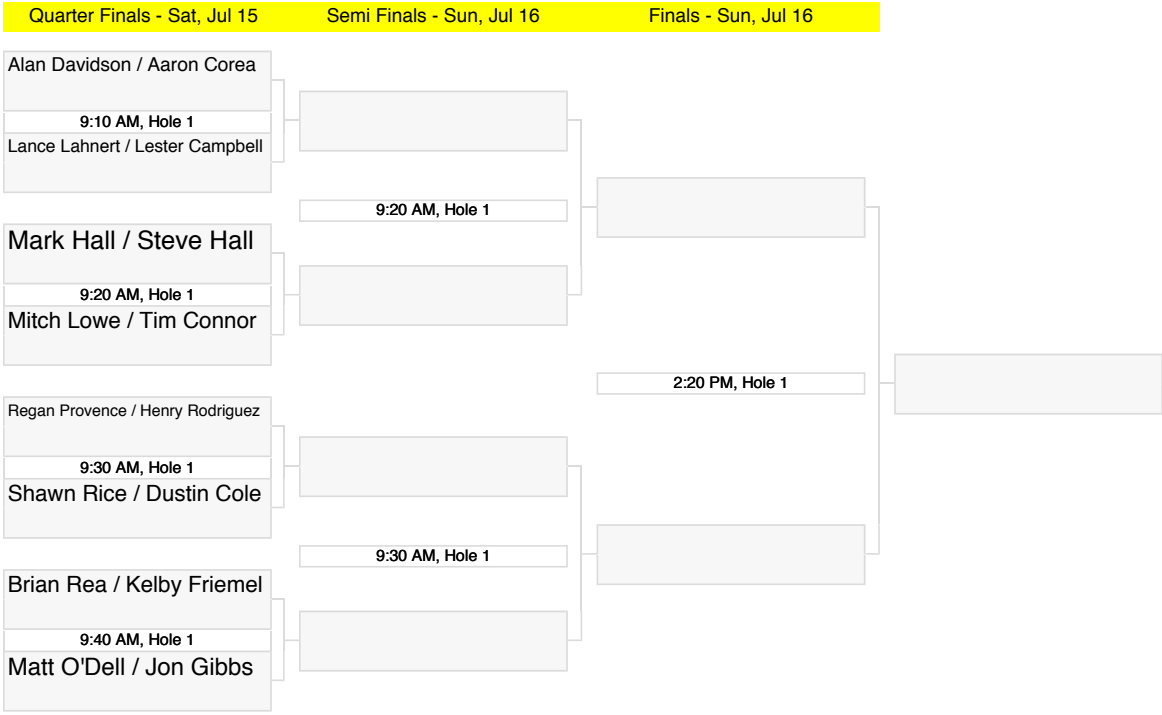 Quarter Finals - Sat, Jul 15
Semi Finals - Sun, Jul 16
Finals - Sun, Jul 16
Alan Davidson / Aaron Corea
9:10 AM, Hole 1
Lance Lahnert / Lester Campbell
9:20 AM, Hole 1
Mark Hall / Steve Hall
9:20 AM, Hole 1
Mitch Lowe / Tim Connor
2:20 PM, Hole 1
Regan Provence / Henry Rodriguez
9:30 AM, Hole 1
Shawn Rice / Dustin Cole
9:30 AM, Hole 1
Brian Rea / Kelby Friemel
9:40 AM, Hole 1
Matt O'Dell / Jon Gibbs